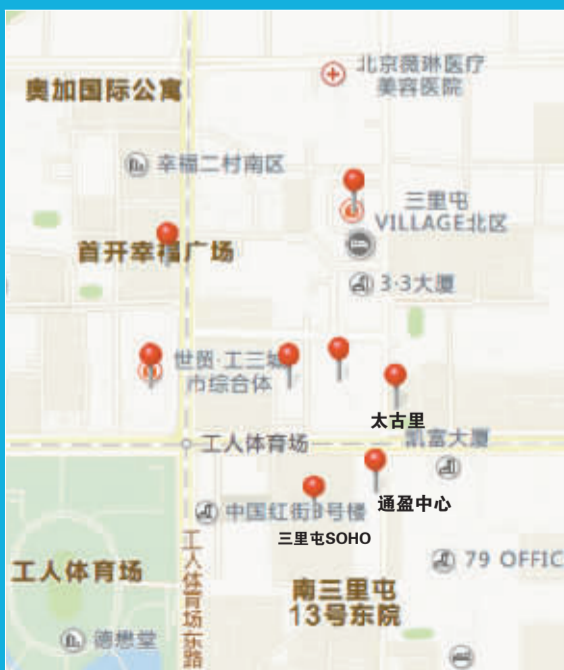 北京薇琳医疗
美容医院
奥加国际公寓
幸福二村南区
三里屯
VILLAGE北区
首开幸福广场
3·3大厦
世贸·工三城
市综合体
太古里
凯富大厦
工人体育场
通盈中心
中国红街3号楼
三里屯SOHO
79 OFFIC
工人体育场
南三里屯
13号东院
工人体育场东路
德懋堂